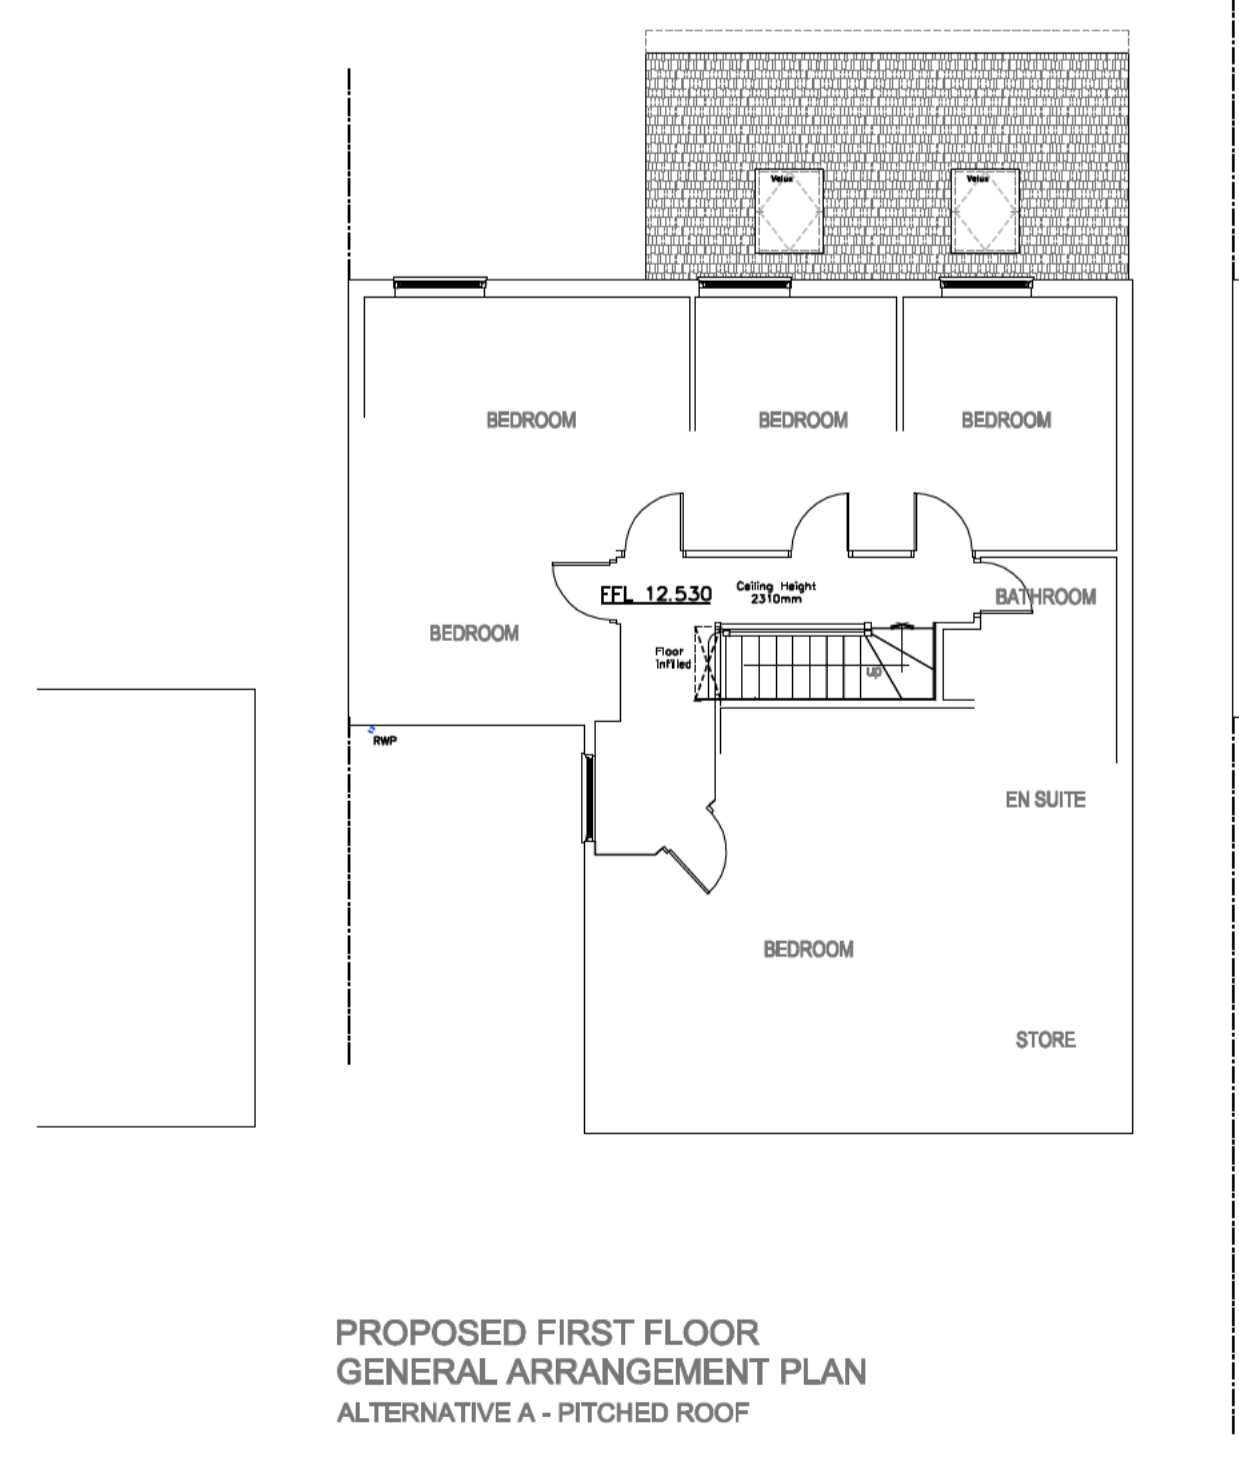 Velux
Velux
BEDROOM
BEDROOM
BEDROOM
FFL 12.530
Ceiling Height
2310mm
BATHROOM
BEDROOM
Floor
Infilled
up
RWP
EN SUITE
BEDROOM
STORE
PROPOSED FIRST FLOOR
GENERAL ARRANGEMENT PLAN
ALTERNATIVE A - PITCHED ROOF